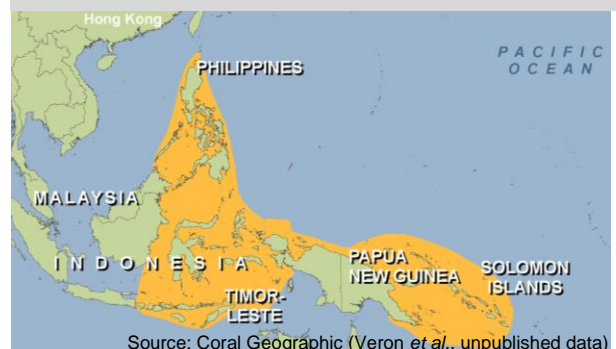 Hong Kong
PACIFIC
OCEAN
PHILIPPINES
MALAYSIA
INDONESIA
PAPUA
NEW GUINEA
SOLOMON
ISLANDS
TIMOR-
LESTE
Source: Coral Geographic (Veron et al., unpublished data)